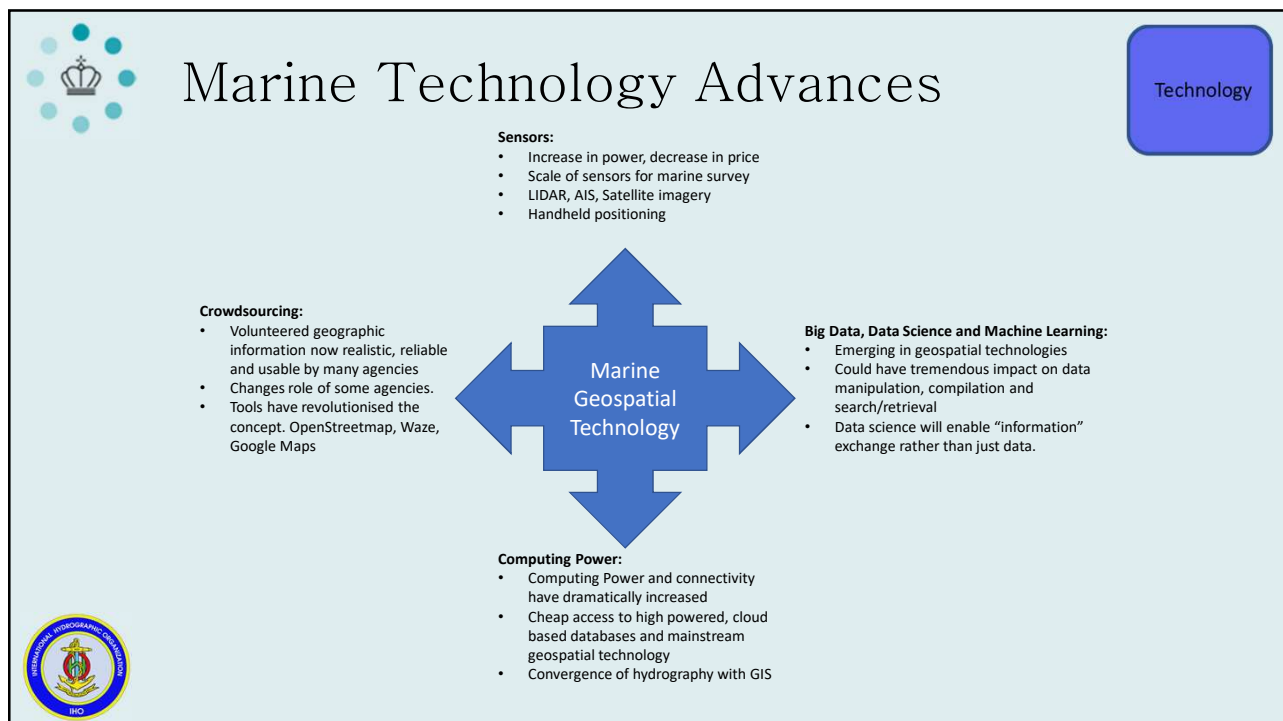 Marine Technology Advances
Technology
Sensors:
• Increase in power, decrease in price
• Scale of sensors for marine survey
• LIDAR, AIS, Satellite imagery
• Handheld positioning
Crowdsourcing:
• Volunteered geographic
information now realistic, reliable
and usable by many agencies
• Changes role of some agencies.
• Tools have revolutionised the
concept. OpenStreetmap, Waze,
Google Maps
Marine
Geospatial
Technology
Big Data, Data Science and Machine Learning:
• Emerging in geospatial technologies
• Could have tremendous impact on data
manipulation, compilation and
search/retrieval
• Data science will enable “information”
exchange rather than just data.
Computing Power:
• Computing Power and connectivity
have dramatically increased
• Cheap access to high powered, cloud
based databases and mainstream
geospatial technology
• Convergence of hydrography with GIS
INTERNATIONAL HYDROGRAPHIC ORGANIZATION
IHO